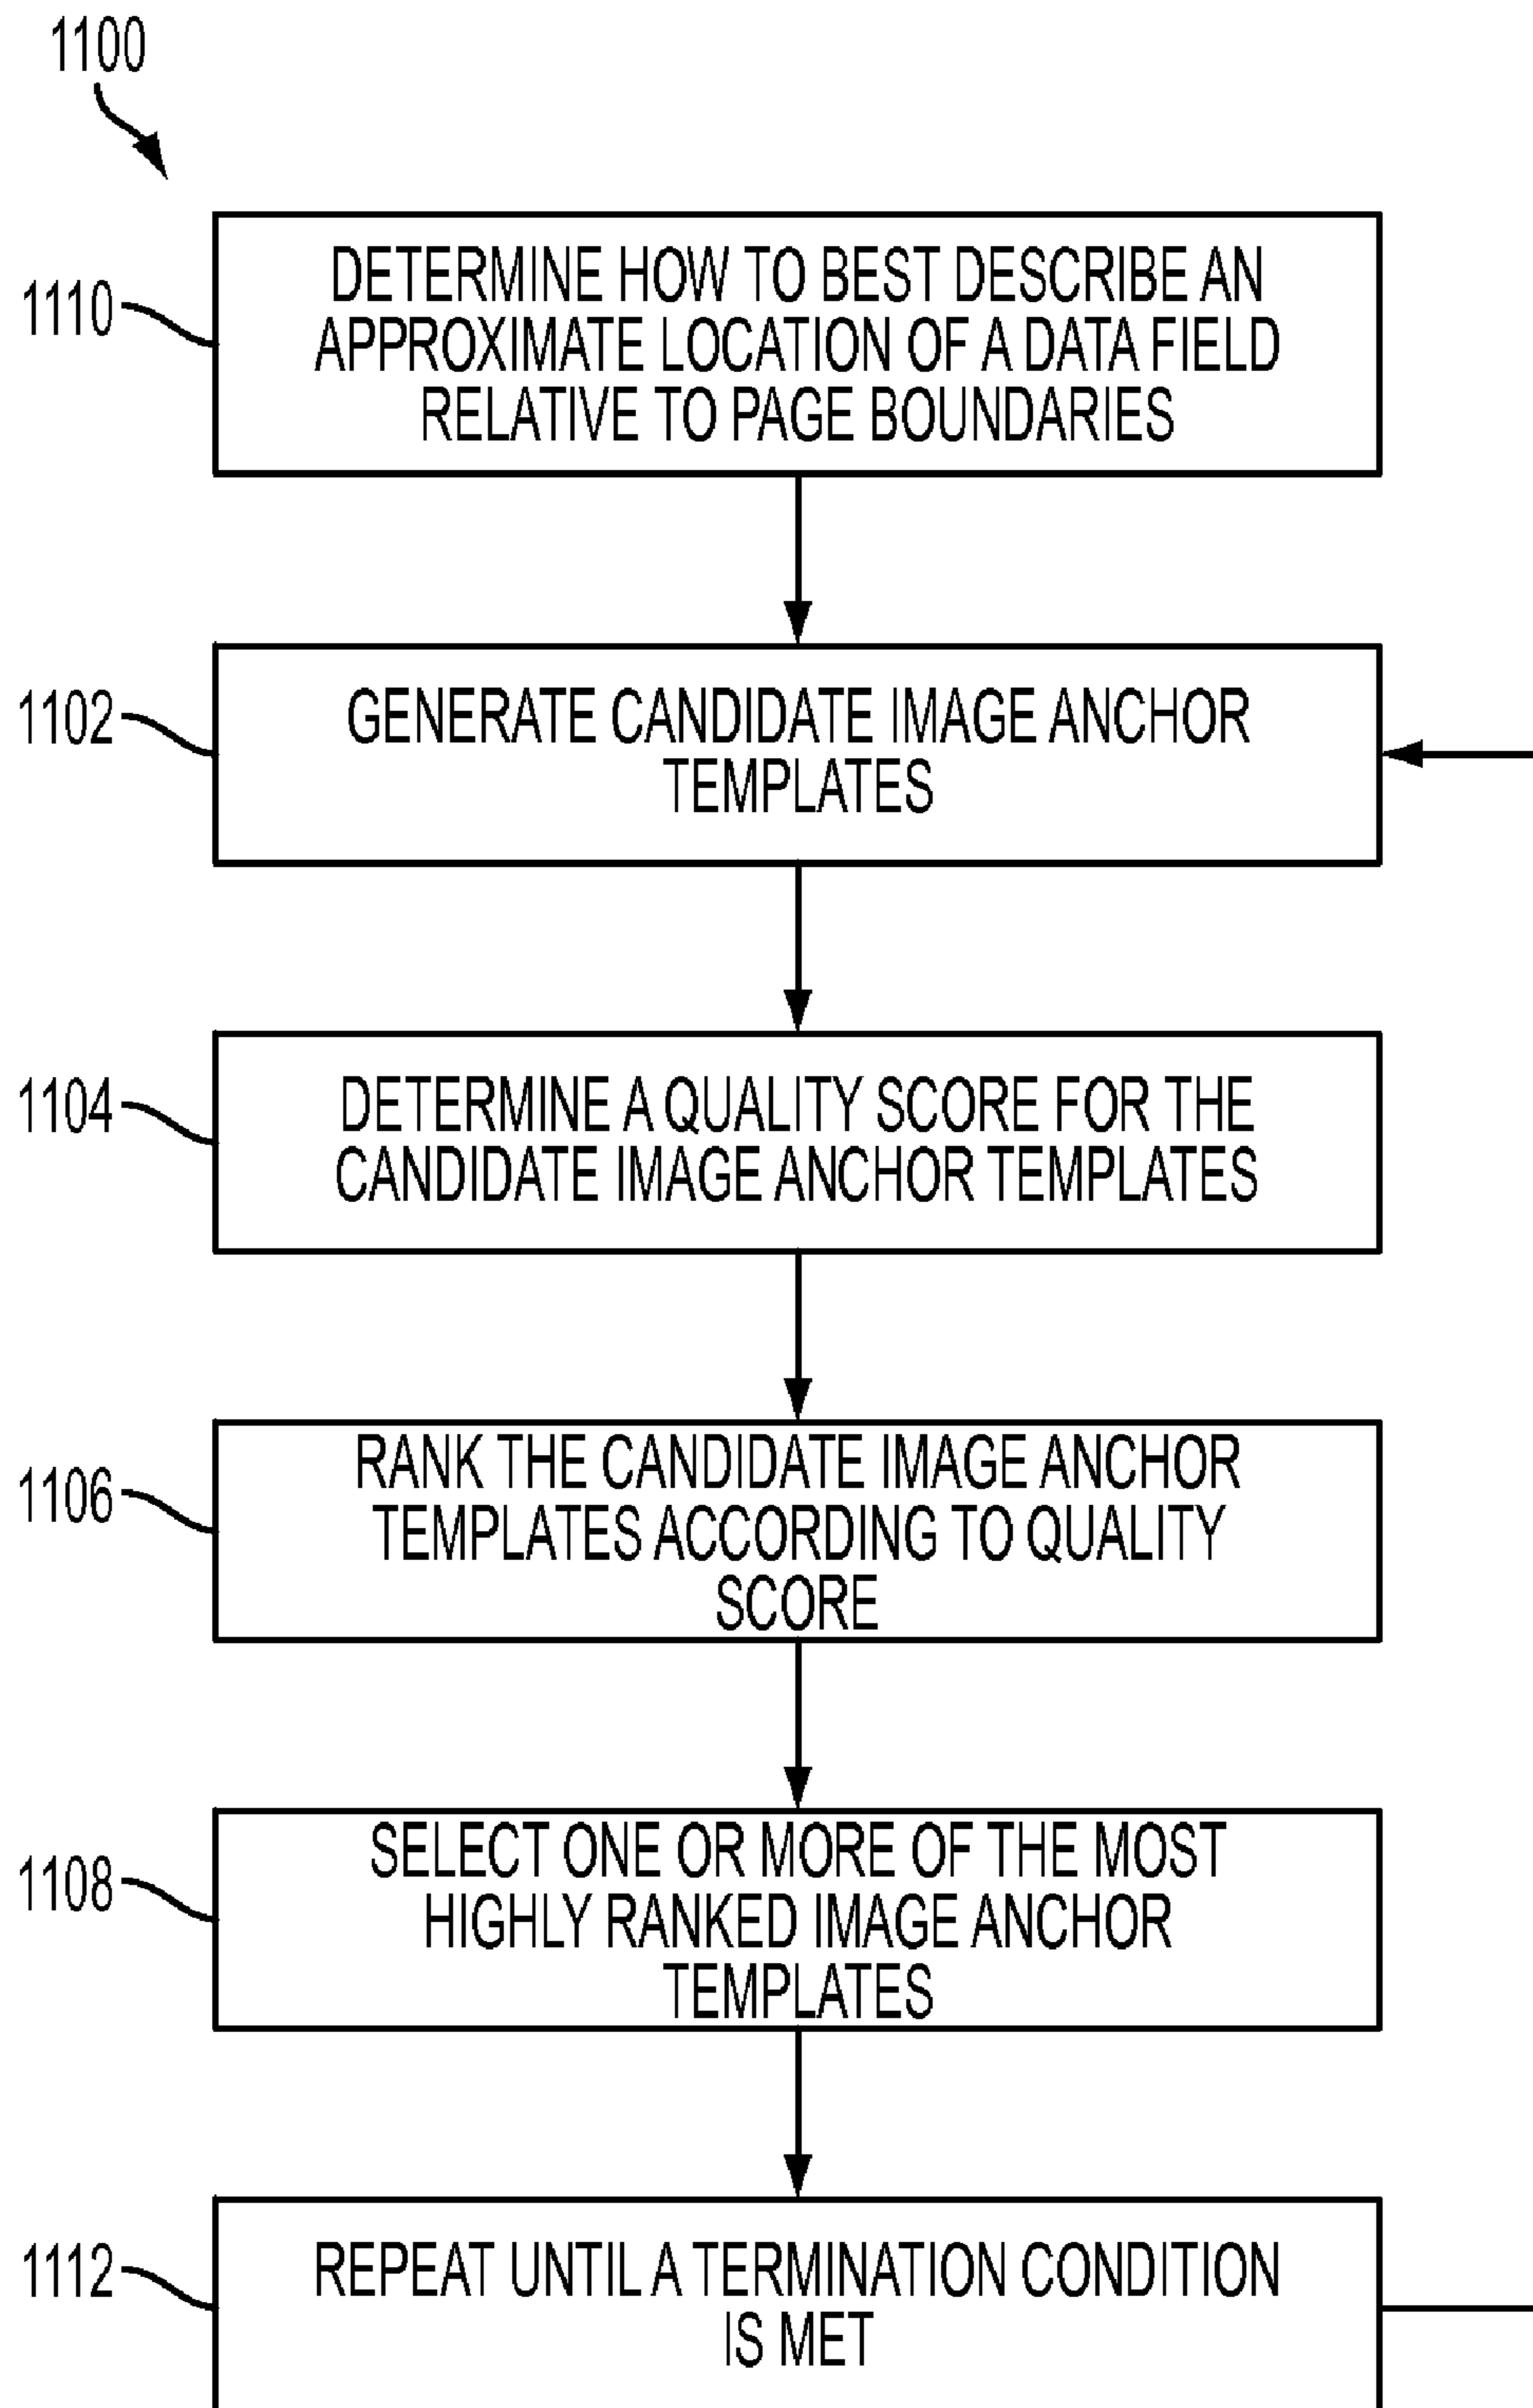 1100
1110
DETERMINE HOW TO BEST DESCRIBE AN
APPROXIMATE LOCATION OF A DATA FIELD
RELATIVE TO PAGE BOUNDARIES
1102
GENERATE CANDIDATE IMAGE ANCHOR
TEMPLATES
1104
DETERMINE A QUALITY SCORE FOR THE
CANDIDATE IMAGE ANCHOR TEMPLATES
1106
RANK THE CANDIDATE IMAGE ANCHOR
TEMPLATES ACCORDING TO QUALITY
SCORE
1108
SELECT ONE OR MORE OF THE MOST
HIGHLY RANKED IMAGE ANCHOR
TEMPLATES
1112
REPEAT UNTIL A TERMINATION CONDITION
IS MET